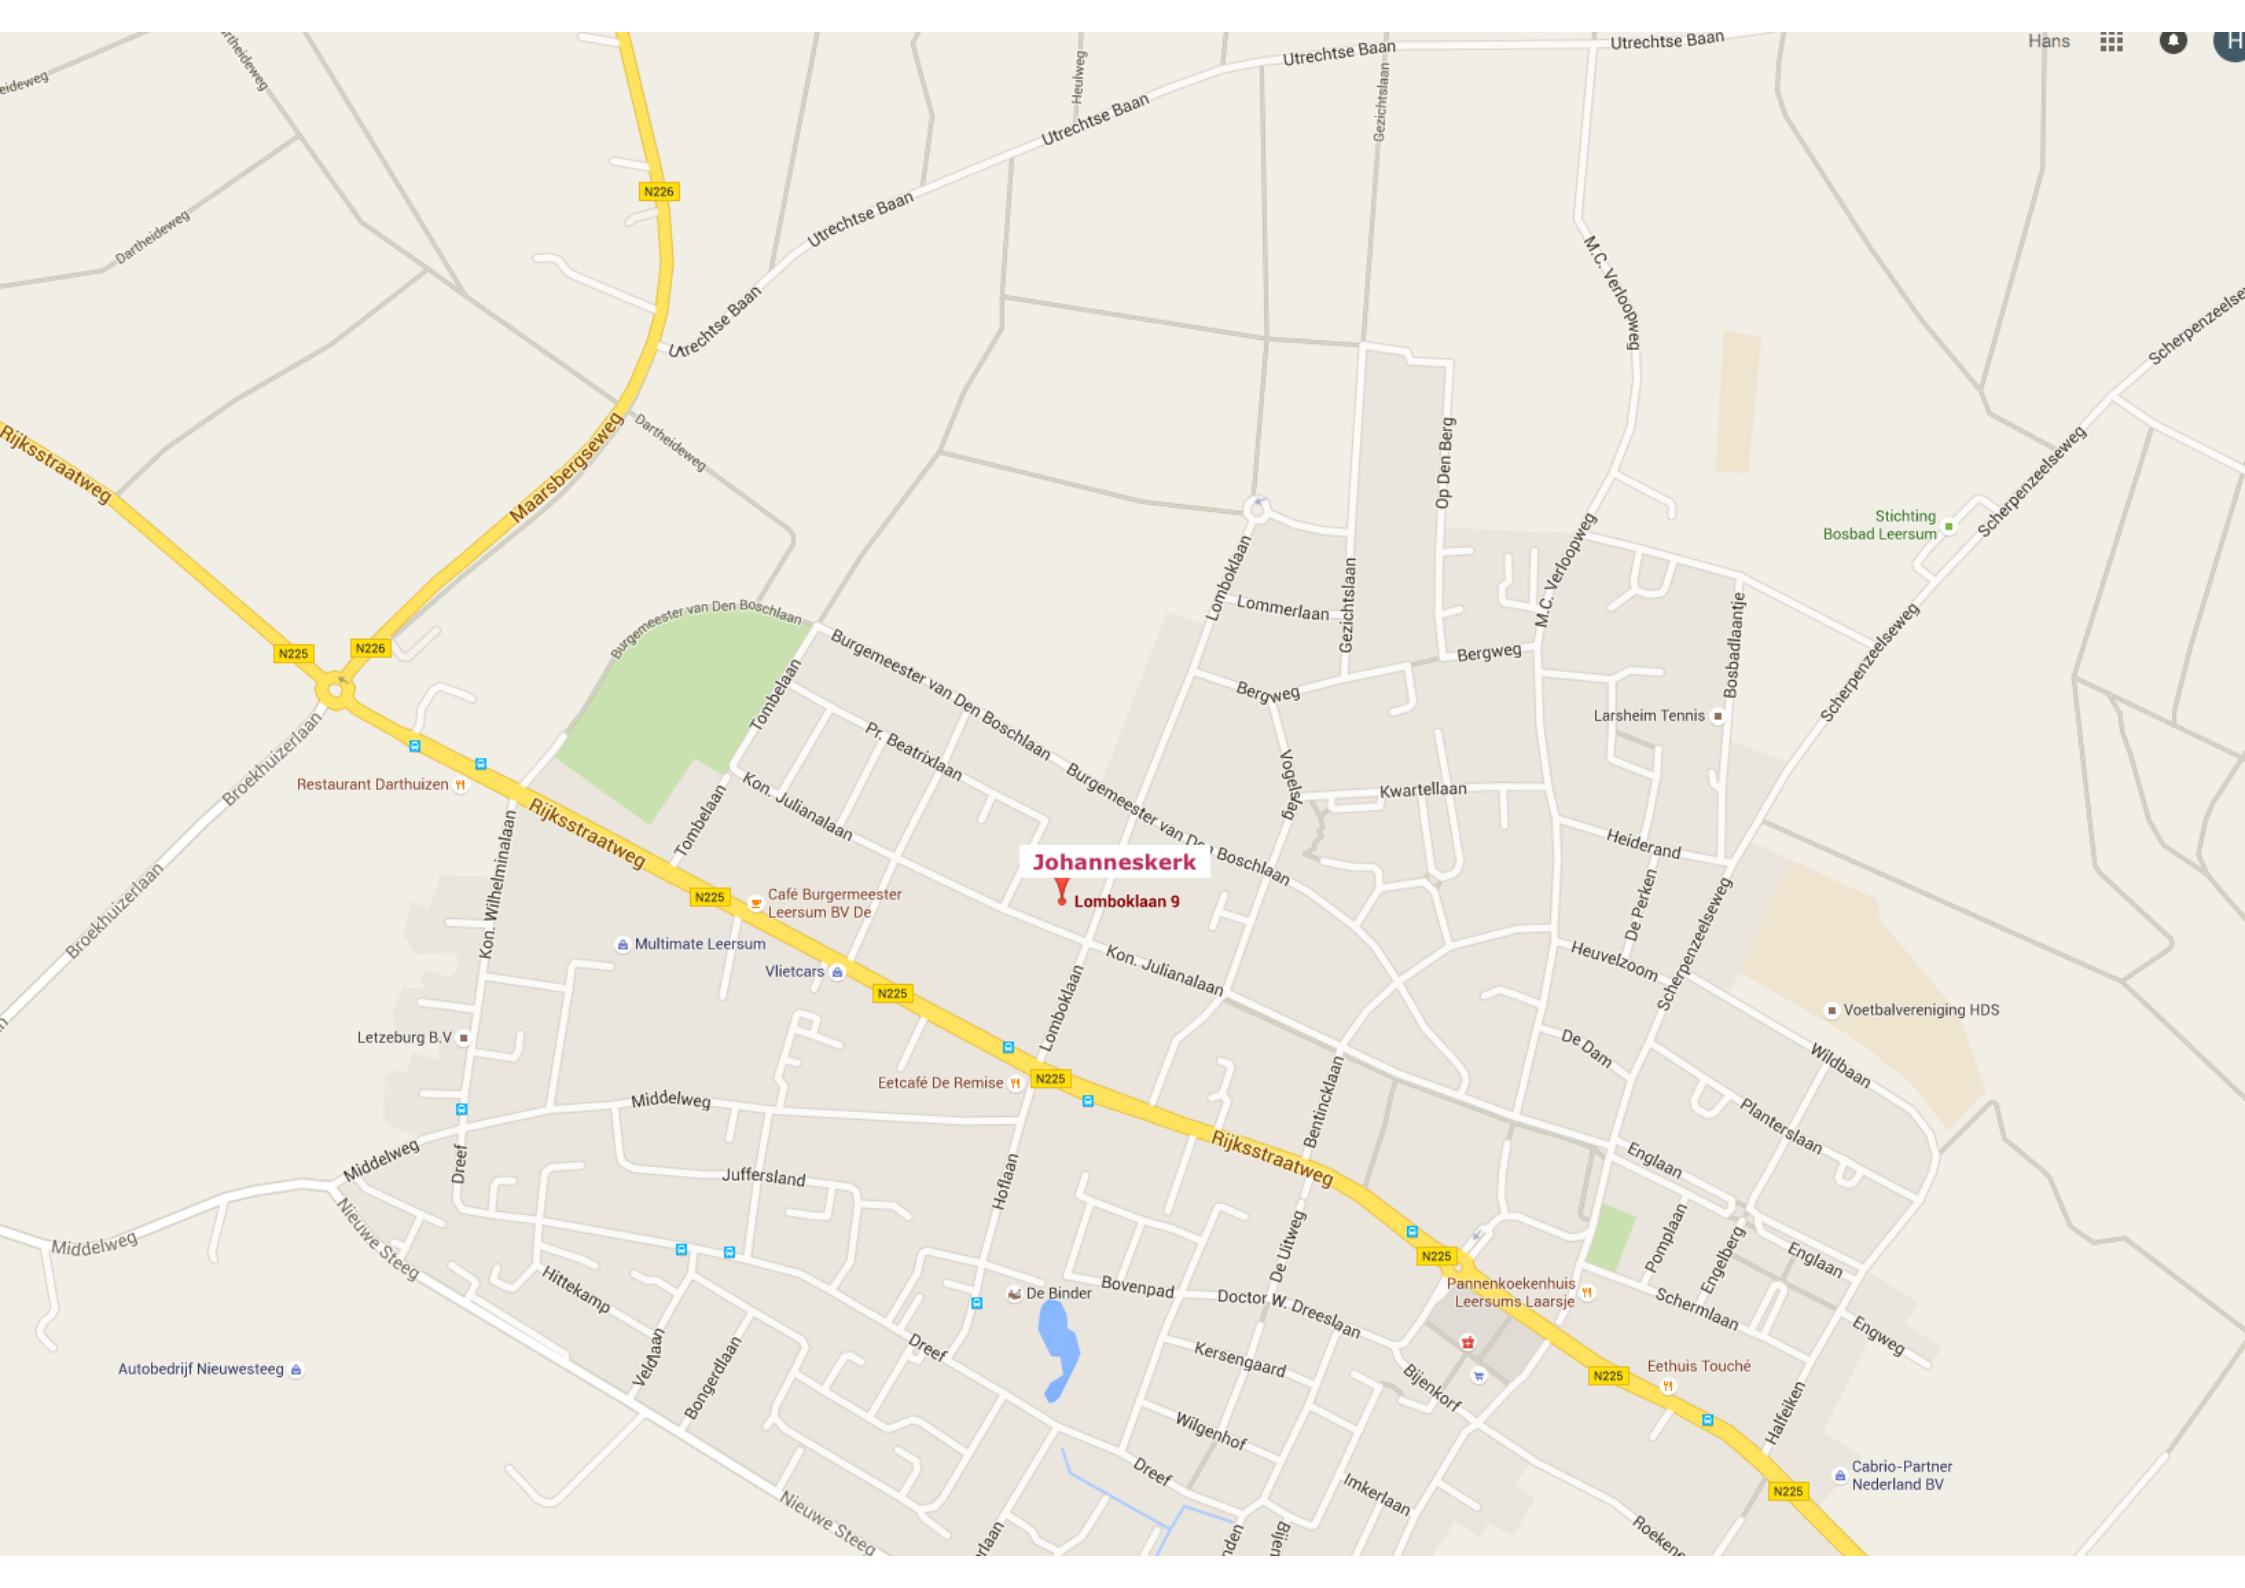 Hans
H
Utrechtse Baan
Utrechtse Baan
Heulweg
Gezichtslaan
Utrechtse Baan
N226
Utrechtse Baan
Dartheideweg
M.C. Verloopweg
Utrechtse Baan
Rijksstraatweg
Maarsbergseweg
Dartheideweg
Op Den Berg
Scherpenzeelseweg
Stichting
Bosbad Leersum
Lomboklaan
Gezichtslaan
M.C. Verloopweg
Lommerlaan
Bosbadlaantje
Burgemeester van Den Boschlaan
Burgemeester van Den Boschlaan
N225
N226
Bergweg
Bergweg
Scherpenzeelseweg
Tombelaan
Larsheim Tennis
Broekhuizerlaan
Pr. Beatrixlaan
Vogelslag
Restaurant Darthuizen
Kon. Julianalaan
Kwartellaan
Burgemeester van Den Boschlaan
Rijksstraatweg
Tombelaan
Heiderand
Johanneskerk
Lomboklaan 9
Kon. Wilhelminalaan
N225
Café Burgermeester
Leersum BV De
Multimate Leersum
Vlietcars
N225
Broekhuizerlaan
De Perken
Scherpenzeelseweg
Heuvelzoom
Kon. Julianalaan
Lomboklaan
Voetbalvereniging HDS
Letzeburg B.V
De Dam
Wildbaan
Eetcafé De Remise
N225
Middelweg
Bentincklaan
Planterslaan
Rijksstraatweg
Middelweg
Dreef
Juffersland
Hoflaan
Englaan
Nieuwe Steeg
Middelweg
De Uitweg
Pomplaan
Engelberg
Englaan
N225
Hittekamp
De Binder
Bovenpad
Doctor W. Dreeslaan
Pannenkoekenhuis
Leersums Laarsje
Schermlaan
Engweg
Dreef
Veldlaan
Bongerdlaan
Kersengaard
Autobedrijf Nieuwesteeg
Bijenkorf
N225
Eethuis Touché
Halfeiken
Wilgenhof
Dreef
Imkerlaan
Cabrio-Partner
Nederland BV
N225
Nieuwe Steeg